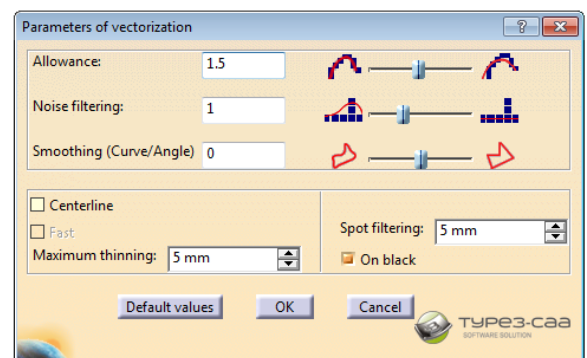 Parameters of vectorization
Allowance: 1.5
Noise filtering: 1
Smoothing (Curve/Angle) 0
Centerline
Fast
Maximum thinning: 5 mm
Spot filtering: 5 mm
On black
Default values OK Cancel
TYPE3-CAA
SOFTWARE SOLUTION